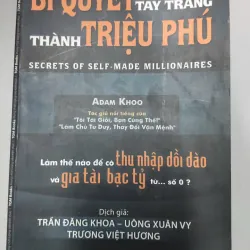 BÍ QUYẾT TAY TRẮNG
THÀNH TRIỆU PHÚ
SECRETS OF SELF-MADE MILLIONAIRES
ADAM KHOO
Tác giả nổi tiếng của
"Tôi Tài Giỏi, Bạn Cũng Thế!"
"Làm Chủ Tư Duy, Thay Đổi Vận Mệnh"
Làm thế nào để có thu nhập dồi dào
và gia tài bạc tỷ từ... số 0 ?
Dịch giả:
TRẦN ĐĂNG KHOA – UÔNG XUÂN VY
TRƯƠNG VIỆT HƯƠNG